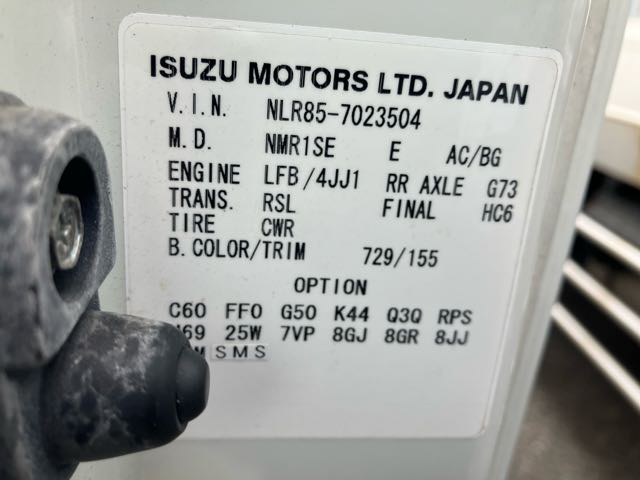 ISUZU MOTORS LTD. JAPAN
V.I.N. NLR85-7023504
M.D. NMR1SE E AC/BG
ENGINE LFB/4JJ1 RR AXLE G73
TRANS. RSL FINAL HC6
TIRE CWR
B.COLOR/TRIM 729/155
OPTION
C60 FF0 G50 K44 Q3Q RPS
25W 7VP 8GJ 8GR 8JJ
SMS